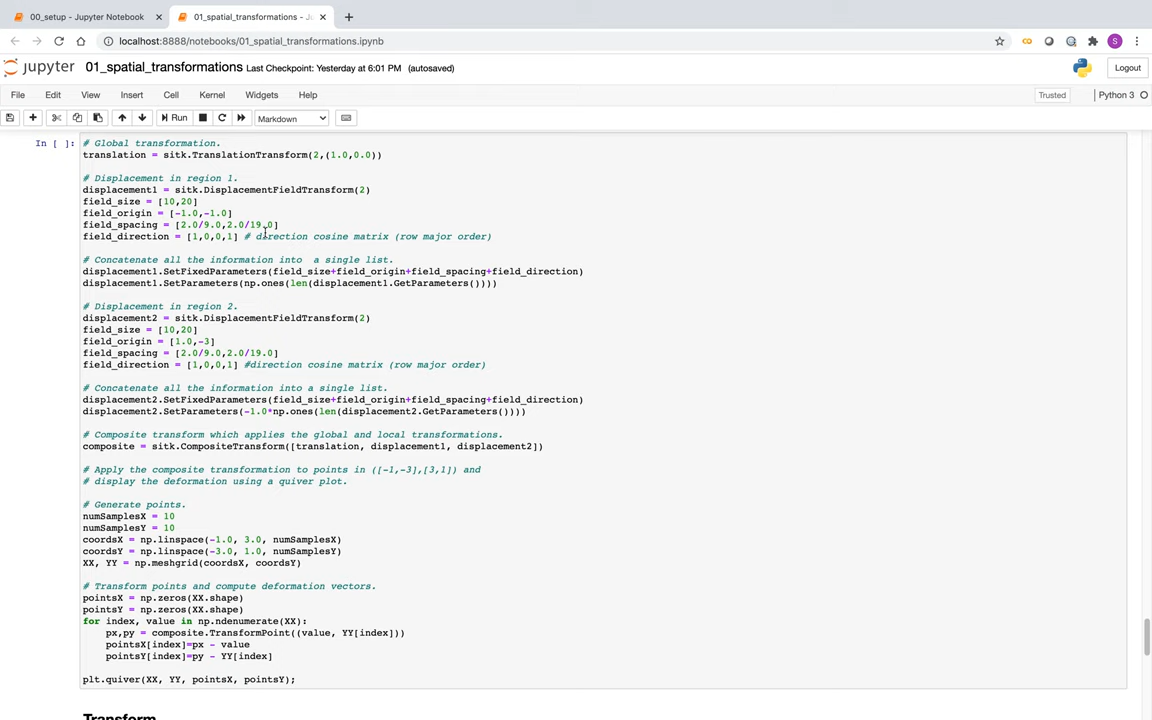 00_setup - Jupyter Notebook
01_spatial_transformations - Ju
localhost:8888/notebooks/01_spatial_transformations.ipynb
S
jupyter 01_spatial_transformations Last Checkpoint: Yesterday at 6:01 PM (autosaved)
Logout
File Edit View Insert Cell Kernel Widgets Help
Trusted Python 3
Run Markdown
In [ ]:
# Global transformation.
translation = sitk.TranslationTransform(2,(1.0,0.0))
# Displacement in region 1.
displacement1 = sitk.DisplacementFieldTransform(2)
field_size = [10,20]
field_origin = [-1.0,-1.0]
field_spacing = [2.0/9.0,2.0/19.0]
field_direction = [1,0,0,1] # direction cosine matrix (row major order)
# Concatenate all the information into  a single list.
displacement1.SetFixedParameters(field_size+field_origin+field_spacing+field_direction)
displacement1.SetParameters(np.ones(len(displacement1.GetParameters())))
# Displacement in region 2.
displacement2 = sitk.DisplacementFieldTransform(2)
field_size = [10,20]
field_origin = [1.0,-3]
field_spacing = [2.0/9.0,2.0/19.0]
field_direction = [1,0,0,1] #direction cosine matrix (row major order)
# Concatenate all the information into a single list.
displacement2.SetFixedParameters(field_size+field_origin+field_spacing+field_direction)
displacement2.SetParameters(-1.0*np.ones(len(displacement2.GetParameters())))
# Composite transform which applies the global and local transformations.
composite = sitk.CompositeTransform([translation, displacement1, displacement2])
# Apply the composite transformation to points in ([-1,-3],[3,1]) and
# display the deformation using a quiver plot.
# Generate points.
numSamplesX = 10
numSamplesY = 10
coordsX = np.linspace(-1.0, 3.0, numSamplesX)
coordsY = np.linspace(-3.0, 1.0, numSamplesY)
XX, YY = np.meshgrid(coordsX, coordsY)
# Transform points and compute deformation vectors.
pointsX = np.zeros(XX.shape)
pointsY = np.zeros(XX.shape)
for index, value in np.ndenumerate(XX):
    px,py = composite.TransformPoint((value, YY[index]))
    pointsX[index]=px - value
    pointsY[index]=py - YY[index]
plt.quiver(XX, YY, pointsX, pointsY);
Transform